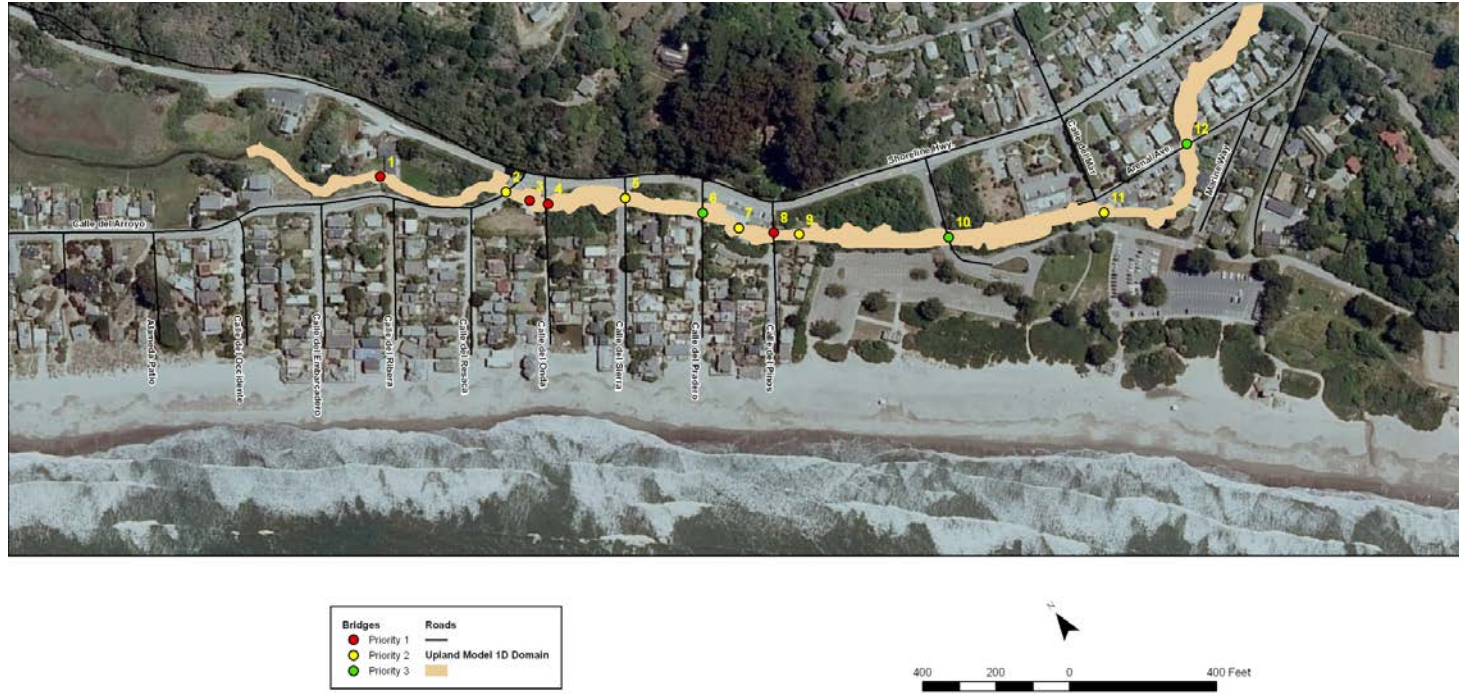 Shoreline Hwy.
Calle del Mar
Arenal Ave.
Marine Way
12
1
2
3
4
5
6
7
8
9
10
11
Calle del Arroyo
Alameda Patio
Calle del Occidente
Calle del Embarcadero
Calle del Ribera
Calle del Resaca
Calle del Onda
Calle del Sierra
Calle del Pradero
Calle del Pinos
Bridges
Priority 1
Priority 2
Priority 3
Roads
Upland Model 1D Domain
N
400 200 0 400 Feet